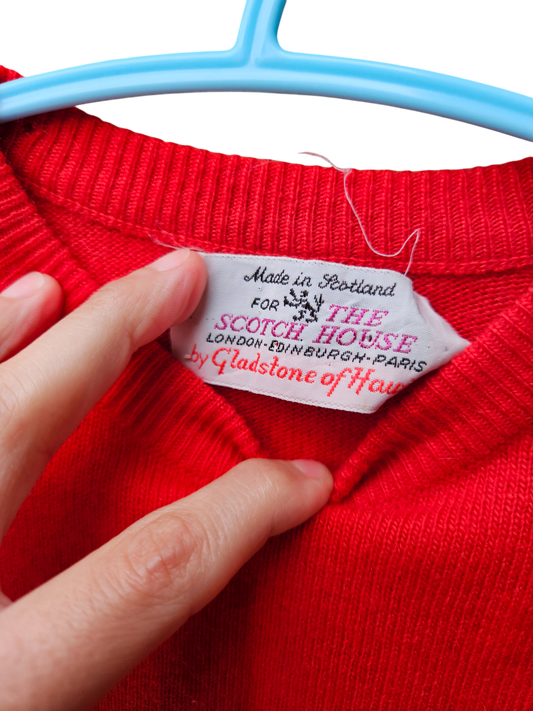 Made in Scotland
FOR THE
SCOTCH HOUSE
LONDON-EDINBURGH-PARIS
by Gladstone of